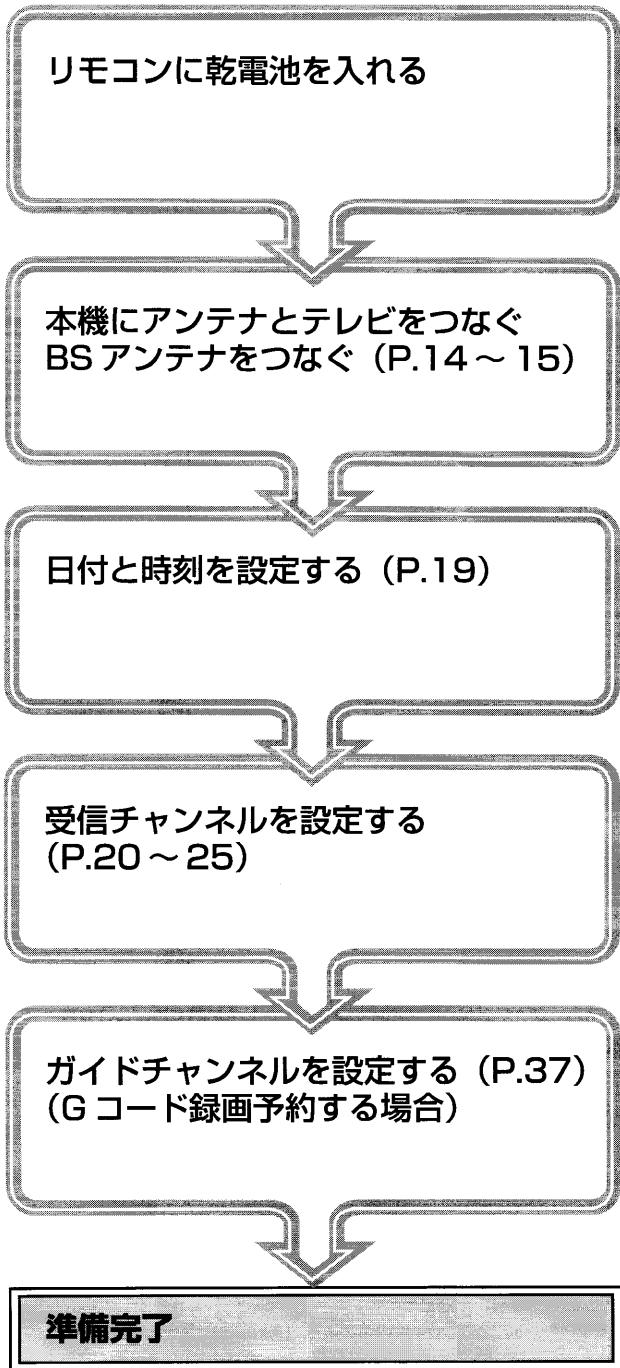 リモコンに乾電池を入れる
本機にアンテナとテレビをつなぐ
BSアンテナをつなぐ（P.14～15）
日付と時刻を設定する（P.19）
受信チャンネルを設定する
（P.20～25）
ガイドチャンネルを設定する（P.37）
（Gコード録画予約する場合）
準備完了